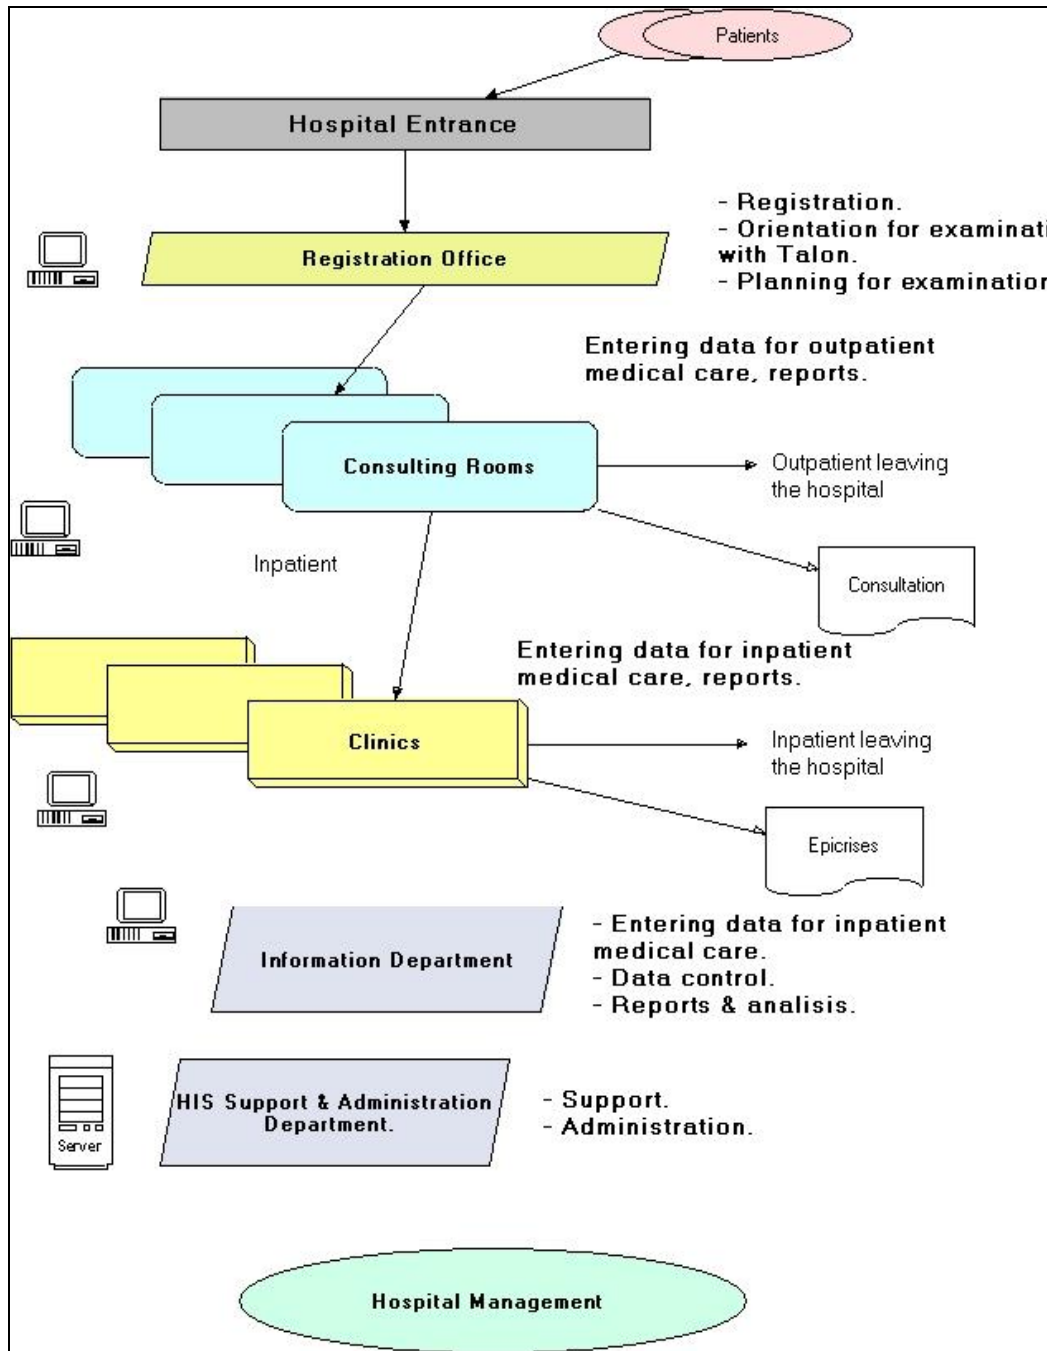 Patients
Hospital Entrance
- Registration.
- Orientation for examinati
with Talon.
- Planning for examination
Registration Office
Entering data for outpatient
medical care, reports.
Consulting Rooms
Outpatient leaving
the hospital
Inpatient
Consultation
Entering data for inpatient
medical care, reports.
Clinics
Inpatient leaving
the hospital
Epicrises
Information Department
- Entering data for inpatient
medical care.
- Data control.
- Reports & analisis.
Server
HIS Support & Administration
Department.
- Support.
- Administration.
Hospital Management